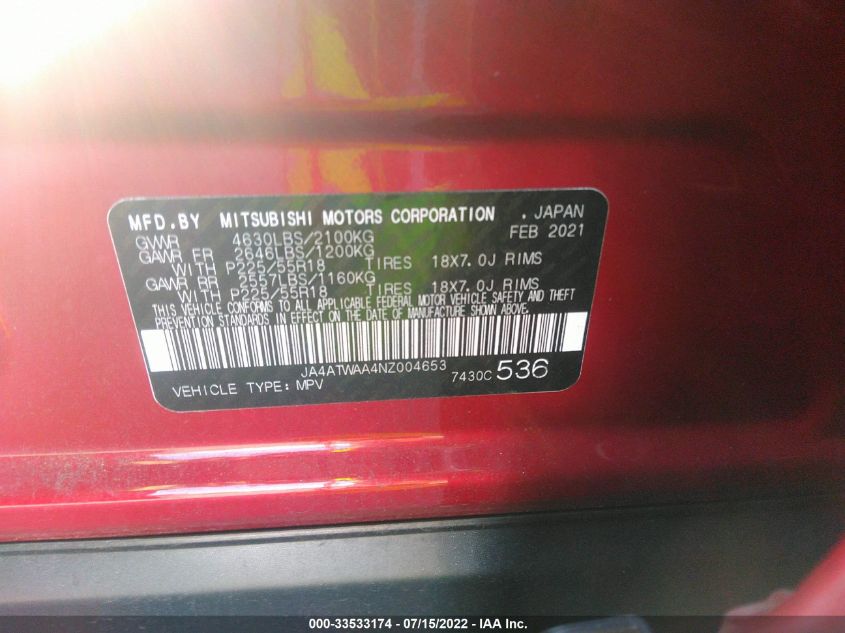 MFD.BY MITSUBISHI MOTORS CORPORATION , JAPAN
GVWR 4630LBS/2100KG FEB 2021
GAWR FR 2646LBS/1200KG
WITH P225/55R18 TIRES 18X7.0J RIMS
GAWR RR 2557LBS/1160KG
WITH P225/55R18 TIRES 18X7.0J RIMS
THIS VEHICLE CONFORMS TO ALL APPLICABLE FEDERAL MOTOR VEHICLE SAFETY AND THEFT
PREVENTION STANDARDS IN EFFECT ON THE DATE OF MANUFACTURE SHOWN ABOVE.
JA4ATWAA4NZ004653
VEHICLE TYPE: MPV 7430C 536
000-33533174 - 07/15/2022 - IAA Inc.